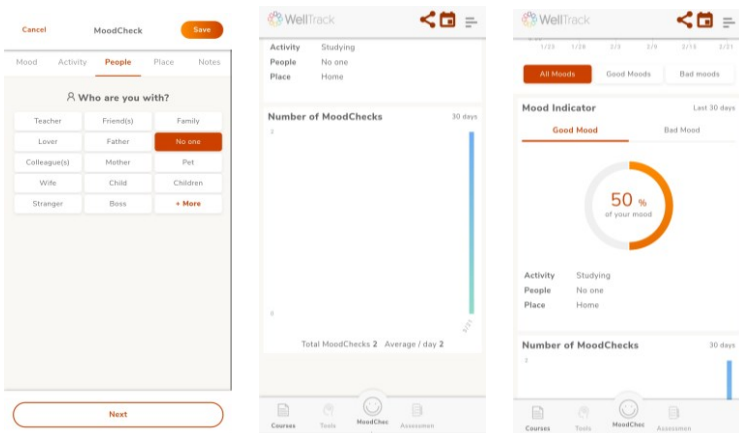 Cancel MoodCheck Save
Mood Activity People Place Notes
Who are you with?
Teacher Friend(s) Family
Lover Father No one
Colleague(s) Mother Pet
Wife Child Children
Stranger Boss + More
Next
WellTrack
Activity Studying
People No one
Place Home
Number of MoodChecks 30 days
0
3/21
Total MoodChecks 2 Average / day 2
Courses Tools MoodChec Assessmen
WellTrack
3/21
All Moods Good Moods Bad moods
Mood Indicator Last 30 days
Good Mood Bad Mood
50 %
of your mood
Activity Studying
People No one
Place Home
Number of MoodChecks 30 days
2
Courses Tools MoodChec Assessmen